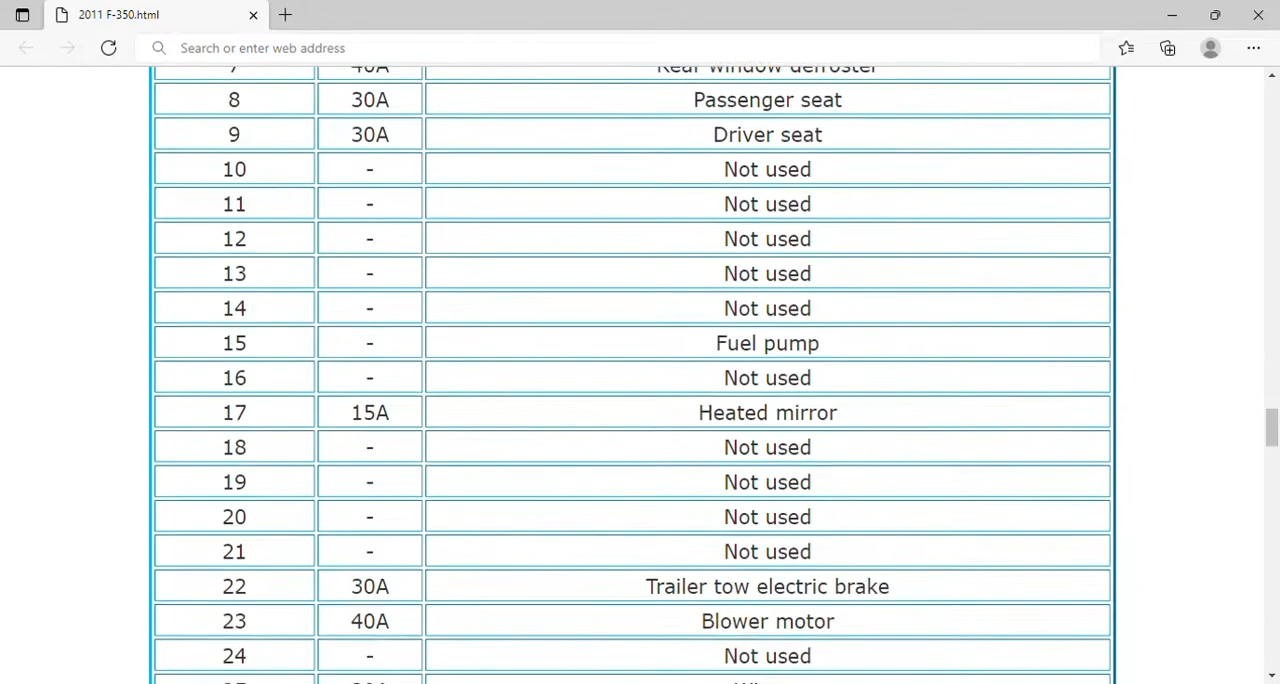 2011 F-350.html
Search or enter web address
7 40A Rear window defroster
8 30A Passenger seat
9 30A Driver seat
10 - Not used
11 - Not used
12 - Not used
13 - Not used
14 - Not used
15 - Fuel pump
16 - Not used
17 15A Heated mirror
18 - Not used
19 - Not used
20 - Not used
21 - Not used
22 30A Trailer tow electric brake
23 40A Blower motor
24 - Not used